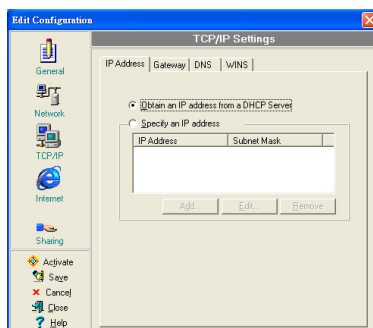 Edit Configuration
TCP/IP Settings
General
Network
TCP/IP
Internet
Sharing
Activate
Save
Cancel
Close
Help
IP Address Gateway DNS WINS
Obtain an IP address from a DHCP Server
Specify an IP address
IP Address Subnet Mask
Add... Edit... Remove